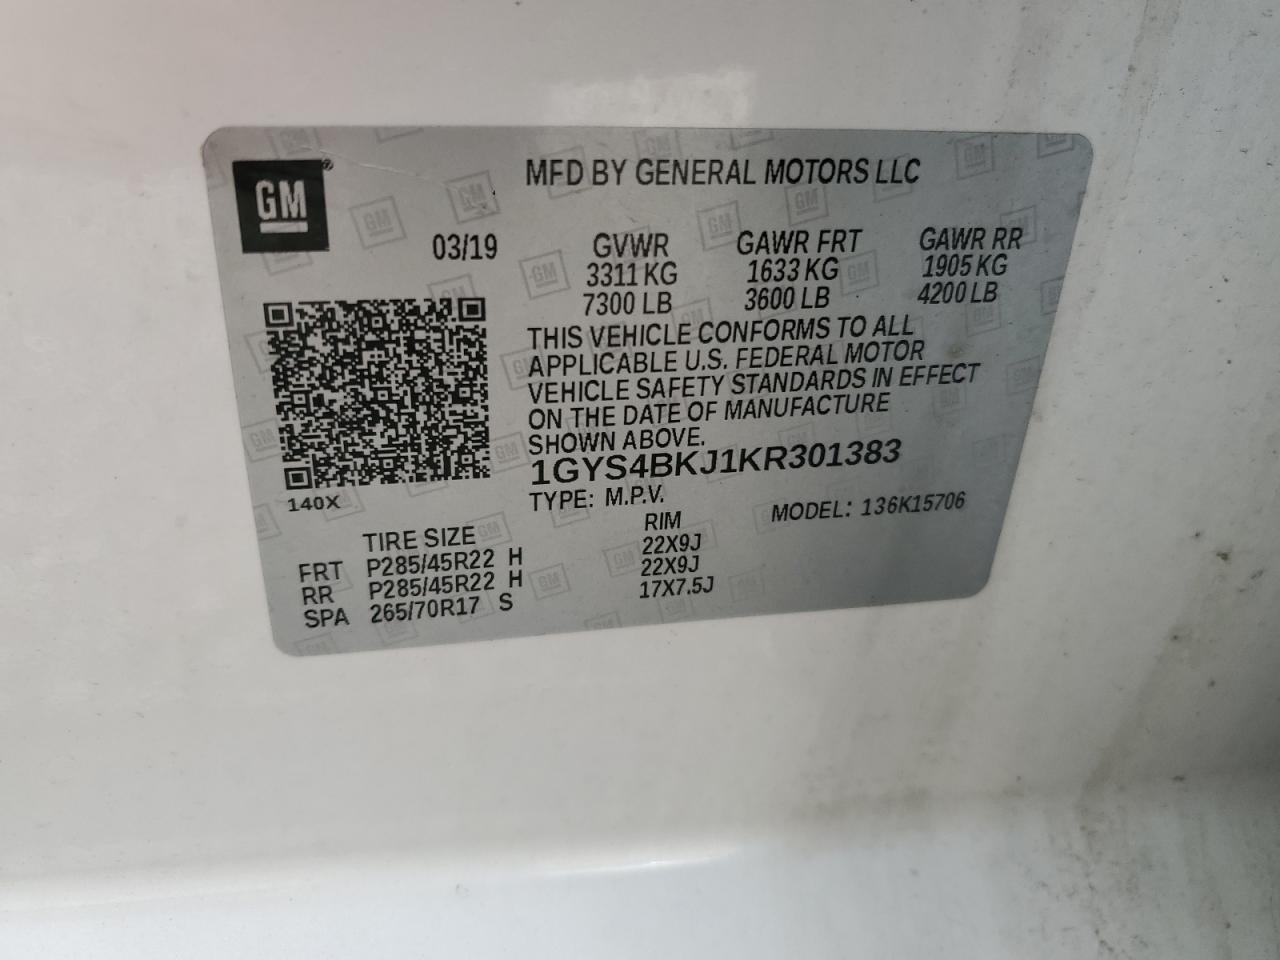 GM
MFD BY GENERAL MOTORS LLC
03/19 GVWR GAWR FRT GAWR RR
3311 KG 1633 KG 1905 KG
7300 LB 3600 LB 4200 LB
THIS VEHICLE CONFORMS TO ALL
APPLICABLE U.S. FEDERAL MOTOR
VEHICLE SAFETY STANDARDS IN EFFECT
ON THE DATE OF MANUFACTURE
SHOWN ABOVE.
1GYS4BKJ1KR301383
140X
TYPE: M.P.V. MODEL: 136K15706
TIRE SIZE RIM
FRT P285/45R22 H 22X9J
RR P285/45R22 H 22X9J
SPA 265/70R17 S 17X7.5J